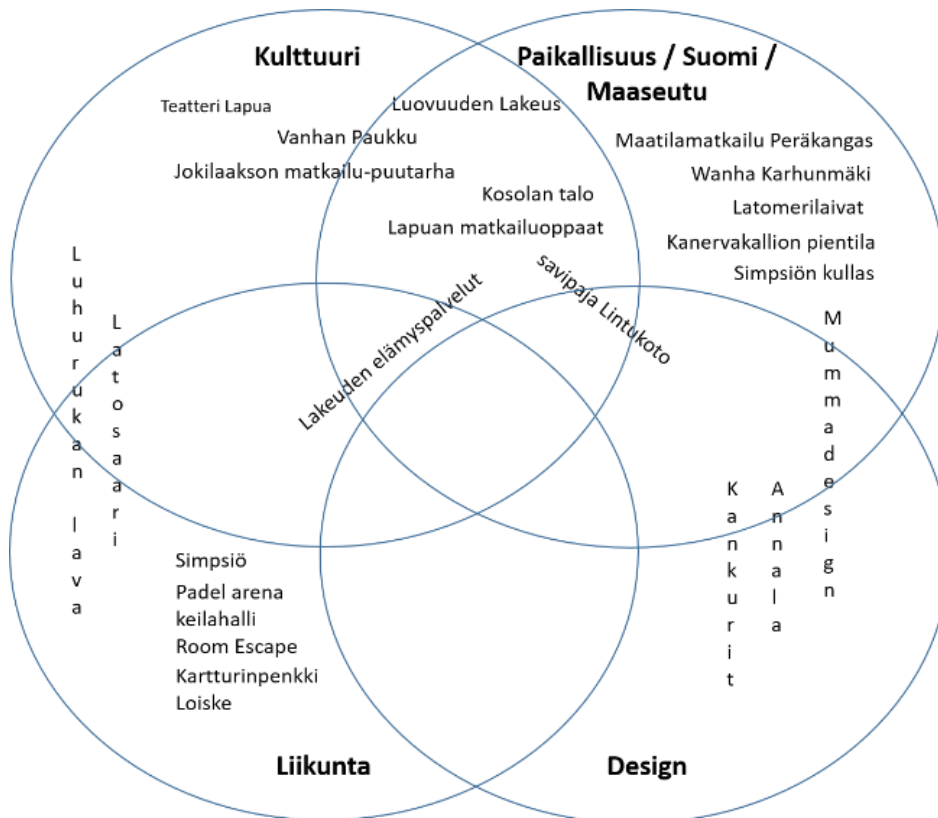 Kulttuuri
Paikallisuus / Suomi /
Maaseutu
Teatteri Lapua
Luovuuden Lakeus
Vanhan Paukku
Jokilaakson matkailu-puutarha
Maatilamatkailu Peräkangas
Wanha Karhunmäki
Latomerilaivat
Kanervakallion pientila
Simpsiön kullas
Kosolan talo
Lapuan matkailuoppaat
savipaja Lintukoto
Lakeuden elämyspalvelut
Luhurukan lava
Latosaari
Mummadesign
Kankurit
Annala
Simpsiö
Padel arena
keilahalli
Room Escape
Kartturinpenkki
Loiske
Liikunta
Design